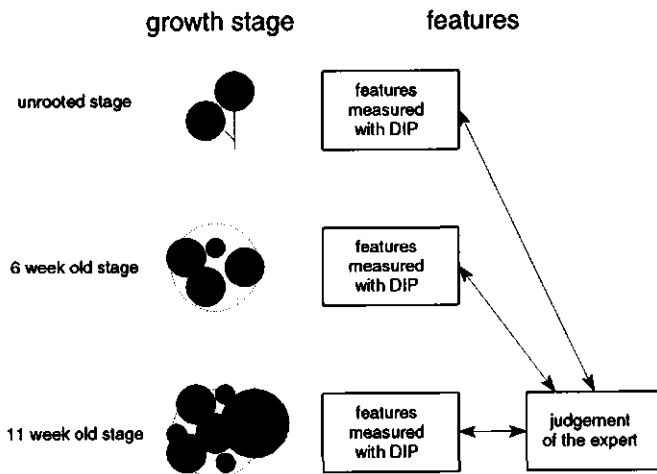 growth stage
features
unrooted stage
features
measured
with DIP
6 week old stage
features
measured
with DIP
11 week old stage
features
measured
with DIP
judgement
of the expert